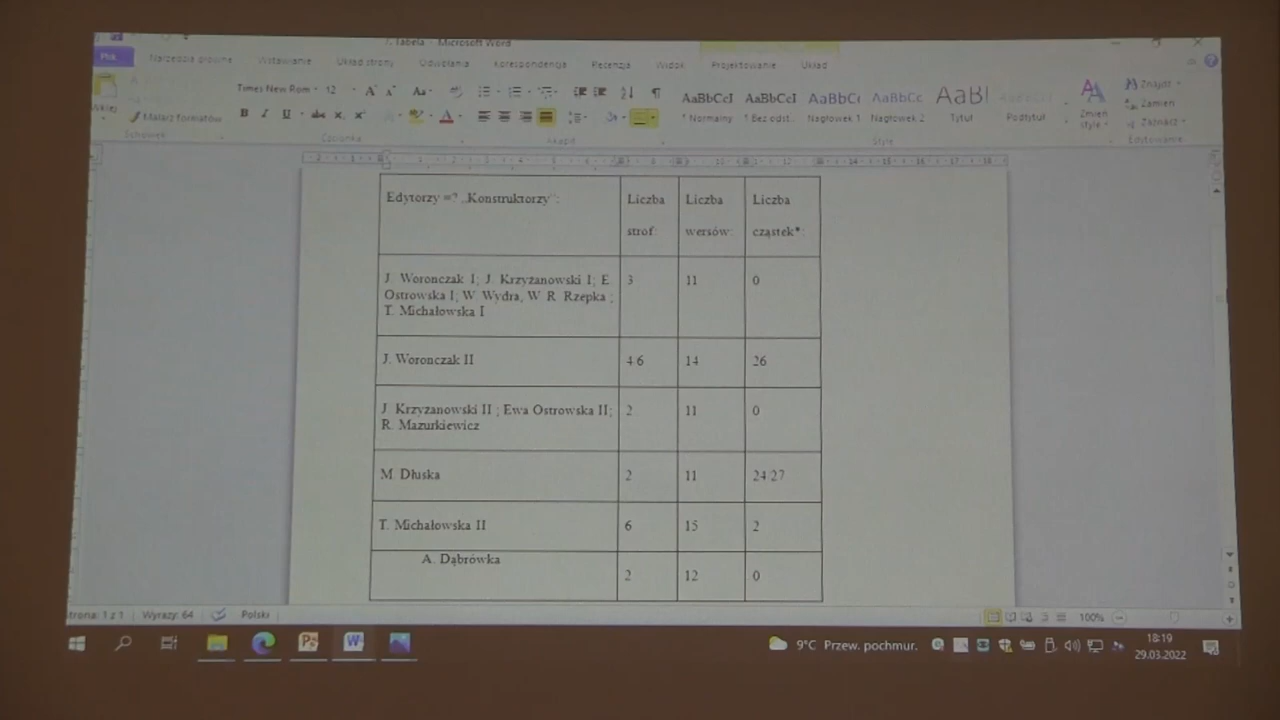 7. Tabela - Microsoft Word
Plik Narzędzia główne Wstawianie Układ strony Odwołania Korespondencja Recenzja Widok Projektowanie Układ
Times New Rom 12
Malarz formatów
AaBbCcI AaBbCcI AaBbC AaBbCc AaBl
Normalny Bez odst... Nagłówek 1 Nagłówek 2 Tytuł Podtytuł
Zmień style
Znajdź
Zamień
Zaznacz
Schowek Czcionka Akapit Style Edytowanie
Edytorzy =? „Konstruktorzy”:
Liczba strof:
Liczba wersów:
Liczba cząstek*:
J. Woronczak I; J. Krzyżanowski I; E.
Ostrowska I; W. Wydra, W. R. Rzepka ;
T. Michałowska I
3 11 0
J. Woronczak II 4 6 14 26
J. Krzyżanowski II ; Ewa Ostrowska II;
R. Mazurkiewicz
2 11 0
M. Dłuska 2 11 24 27
T. Michałowska II 6 15 2
A. Dąbrówka
2 12 0
Strona: 1 z 1 Wyrazy: 64 Polski 100%
9°C Przew. pochmur. 18:19
29.03.2022